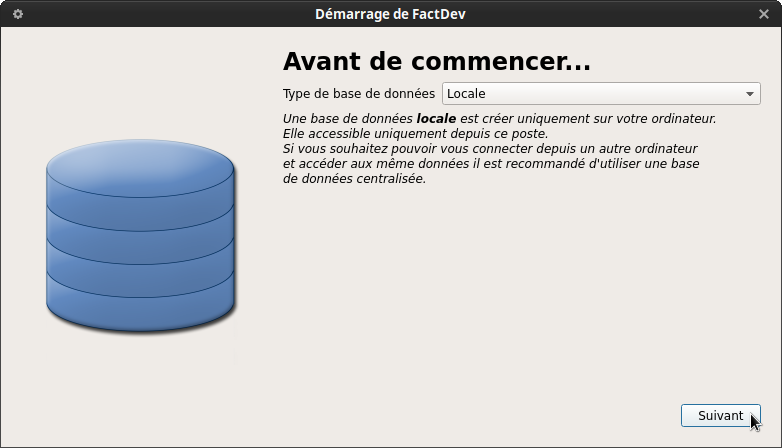 Démarrage de FactDev
Avant de commencer...
Type de base de données Locale
Une base de données locale est créer uniquement sur votre ordinateur.
Elle accessible uniquement depuis ce poste.
Si vous souhaitez pouvoir vous connecter depuis un autre ordinateur
et accéder aux même données il est recommandé d'utiliser une base
de données centralisée.
Suivant